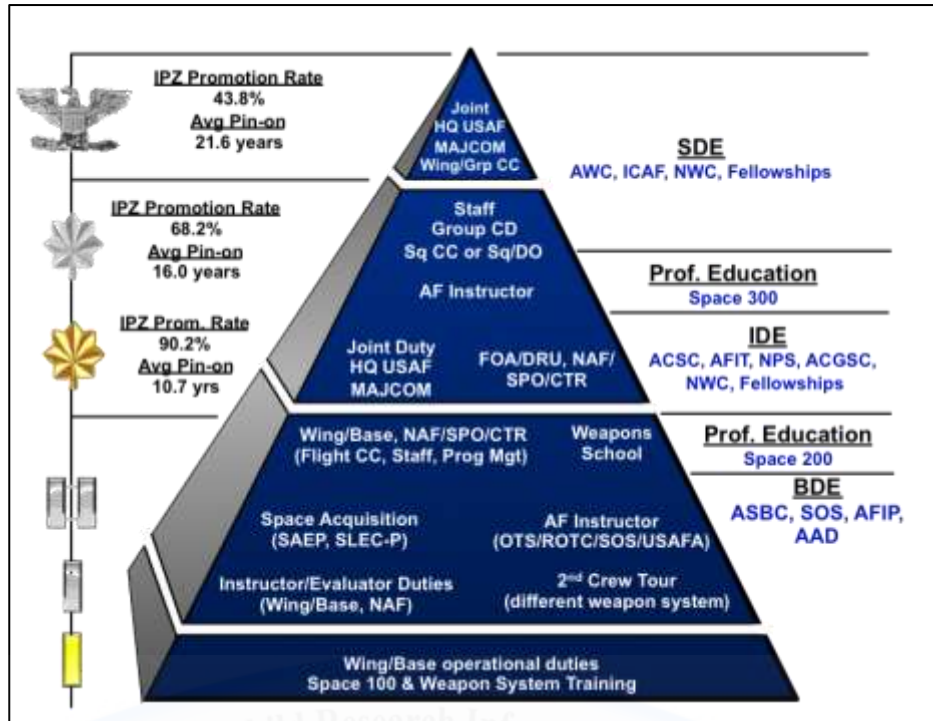 IPZ Promotion Rate
43.8%
Avg Pin-on
21.6 years
IPZ Promotion Rate
68.2%
Avg Pin-on
16.0 years
IPZ Prom. Rate
90.2%
Avg Pin-on
10.7 yrs
Joint
HQ USAF
MAJCOM
Wing/Grp CC
Staff
Group CD
Sq CC or Sq/DO
AF Instructor
Joint Duty
HQ USAF
MAJCOM
FOA/DRU, NAF/
SPO/CTR
Wing/Base, NAF/SPO/CTR
(Flight CC, Staff, Prog Mgt)
Weapons
School
Space Acquisition
(SAEP, SLEC-P)
AF Instructor
(OTS/ROTC/SOS/USAFA)
Instructor/Evaluator Duties
(Wing/Base, NAF)
2nd Crew Tour
(different weapon system)
Wing/Base operational duties
Space 100 & Weapon System Training
SDE
AWC, ICAF, NWC, Fellowships
Prof. Education
Space 300
IDE
ACSC, AFIT, NPS, ACGSC,
NWC, Fellowships
Prof. Education
Space 200
BDE
ASBC, SOS, AFIP,
AAD